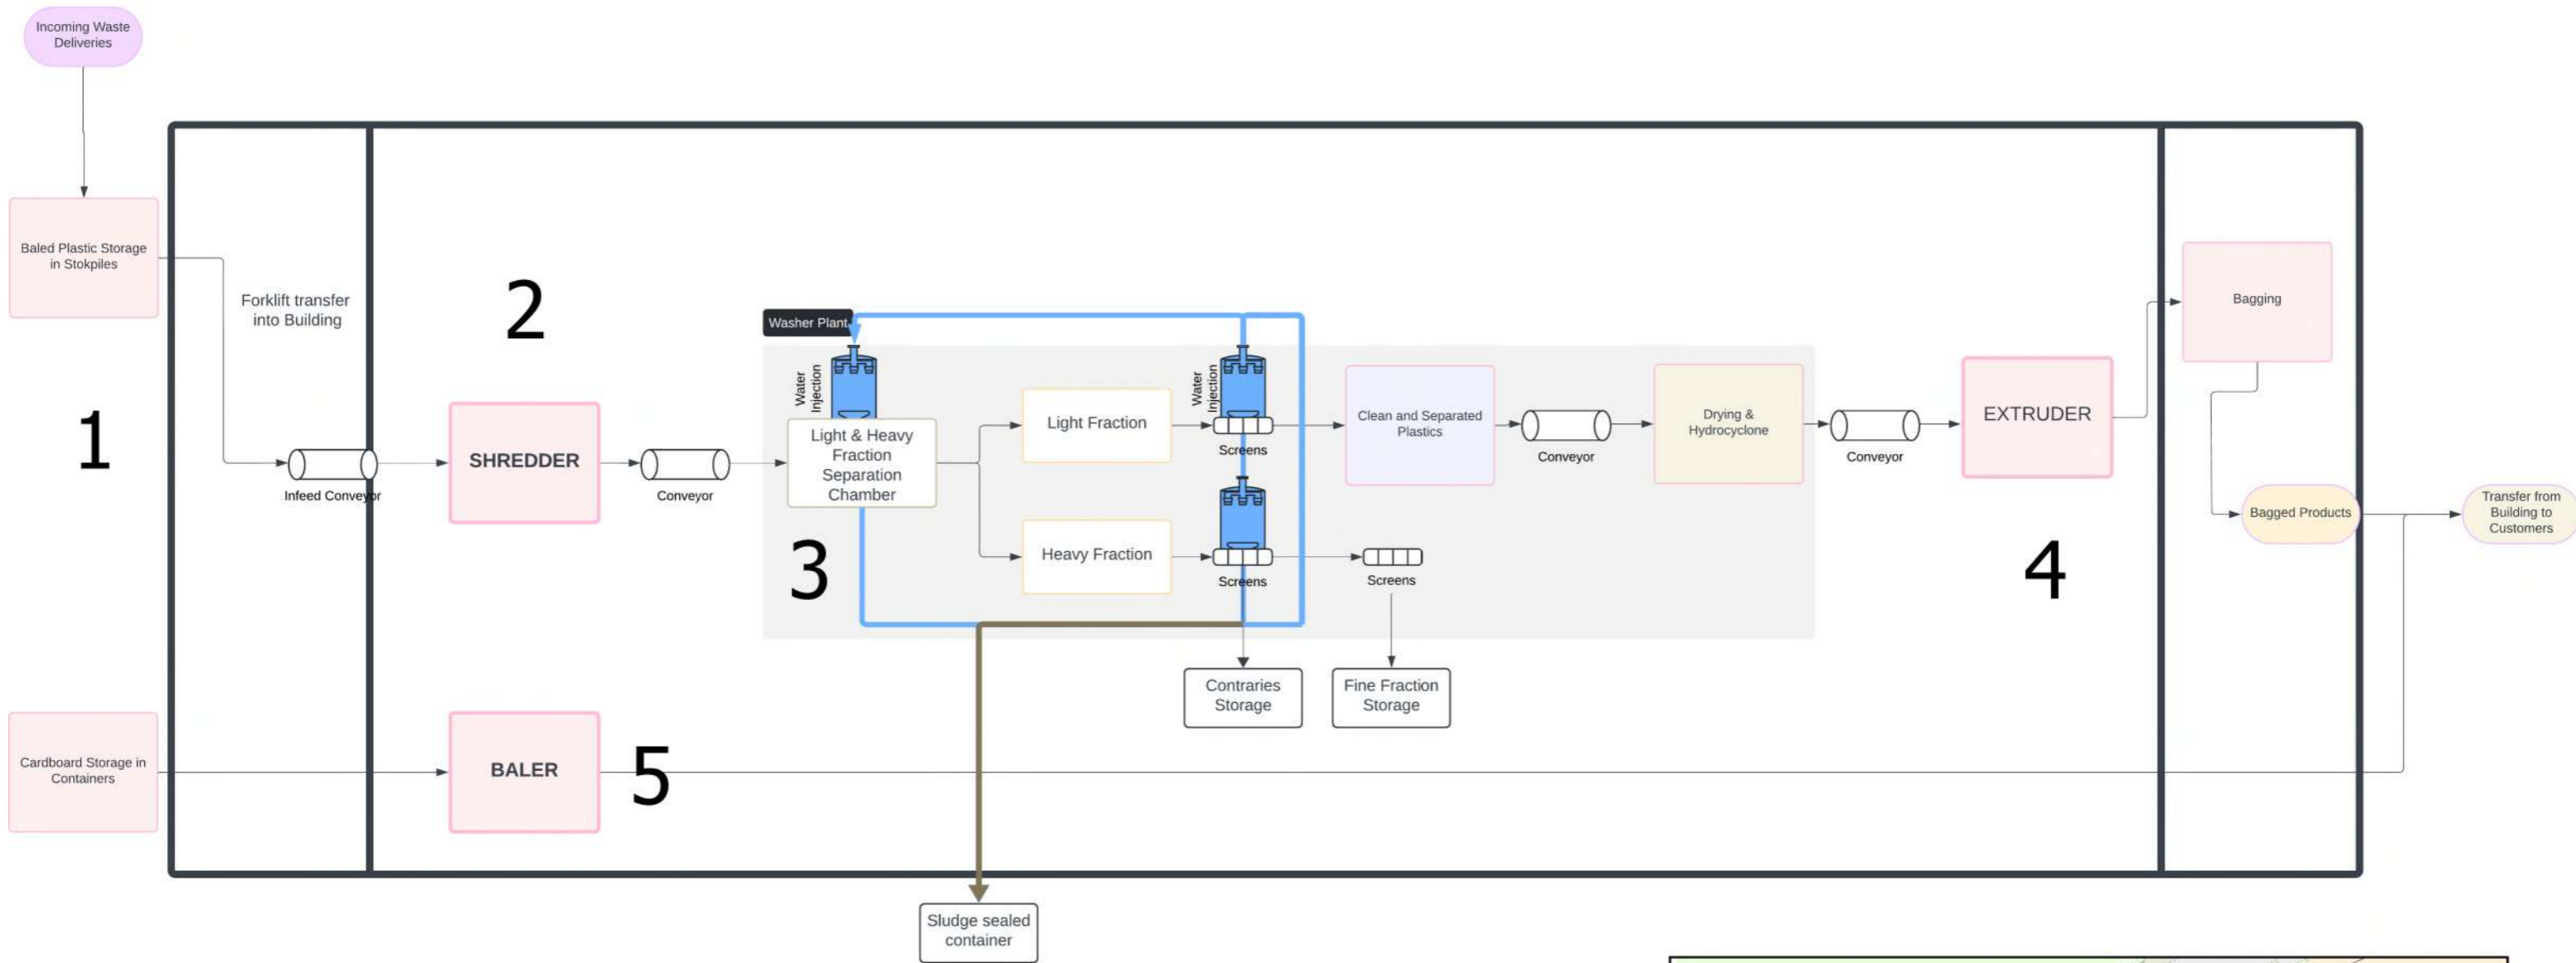 Incoming Waste
Deliveries
Baled Plastic Storage
in Stokpiles
Forklift transfer
into Building
1
2
Infeed Conveyor
SHREDDER
Conveyor
Washer Plant
Water
Injection
Light & Heavy
Fraction
Separation
Chamber
3
Light Fraction
Heavy Fraction
Water
Injection
Screens
Screens
Screens
Clean and Separated
Plastics
Conveyor
Drying &
Hydrocyclone
Conveyor
EXTRUDER
4
Bagging
Bagged Products
Transfer from
Building to
Customers
Contraries
Storage
Fine Fraction
Storage
Cardboard Storage in
Containers
BALER
5
Sludge sealed
container